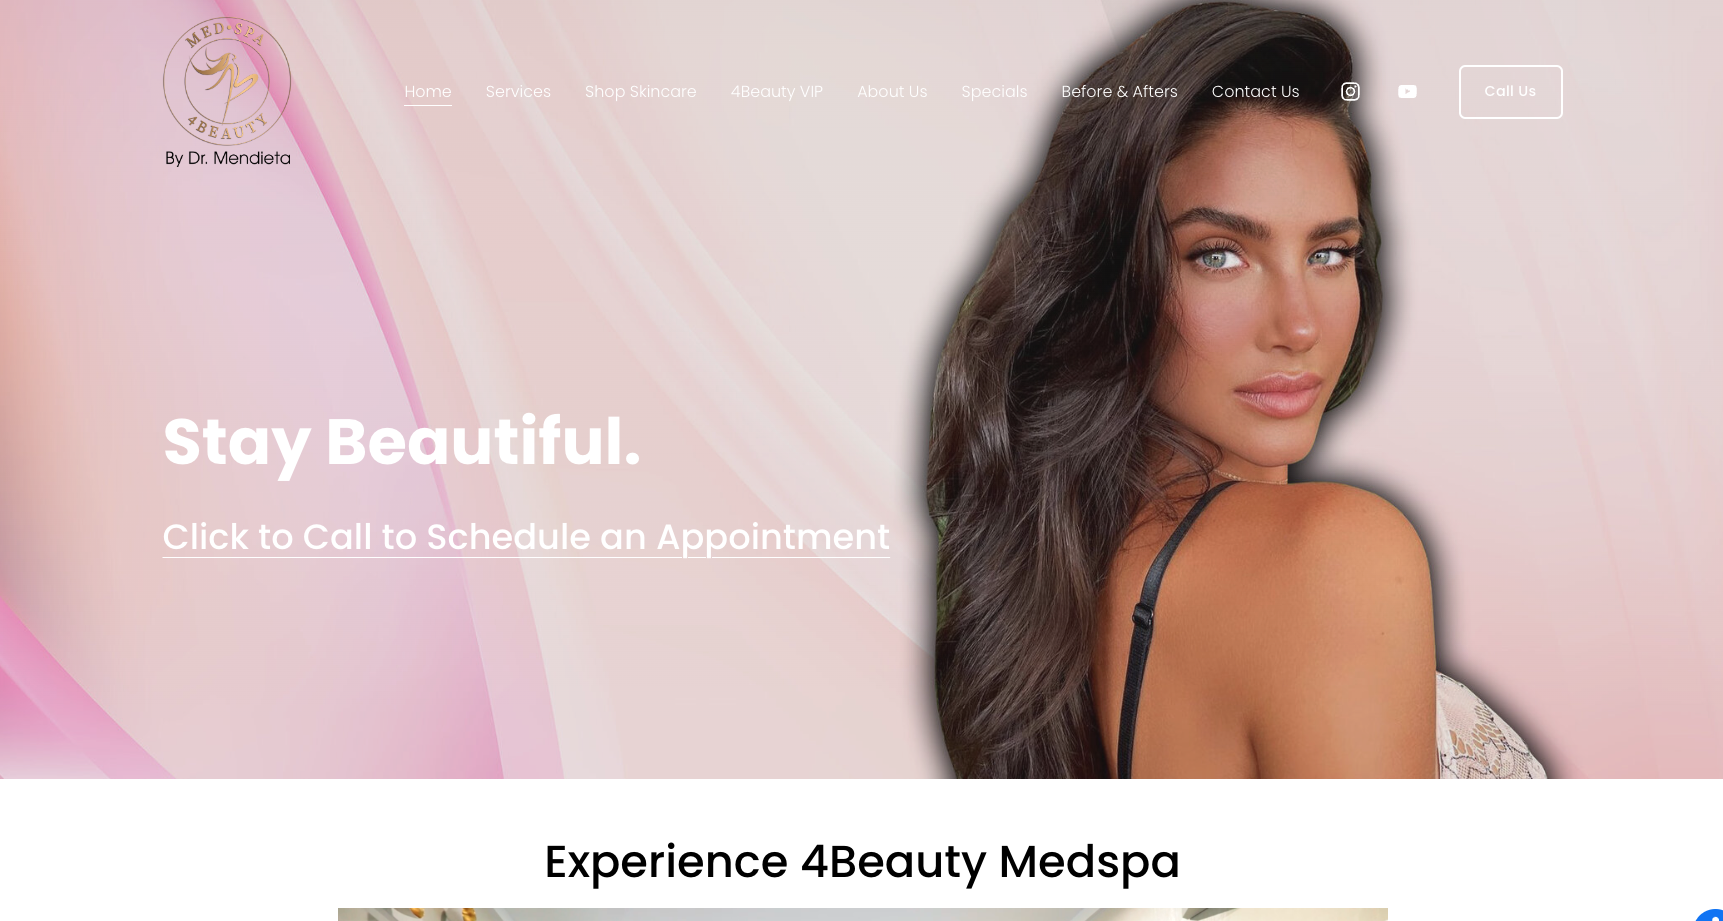 MED-SPA
4BEAUTY
By Dr. Mendieta
Home Services Shop Skincare 4Beauty VIP About Us Specials Before & Afters Contact Us Call Us
Stay Beautiful.
Click to Call to Schedule an Appointment
Experience 4Beauty Medspa